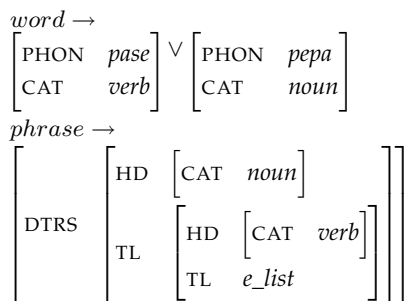 word →
[PHON pase ∨ [PHON pepa
CAT verb] CAT noun]
phrase →
[DTRS [HD [CAT noun]
TL [HD [CAT verb]
TL e_list]]]